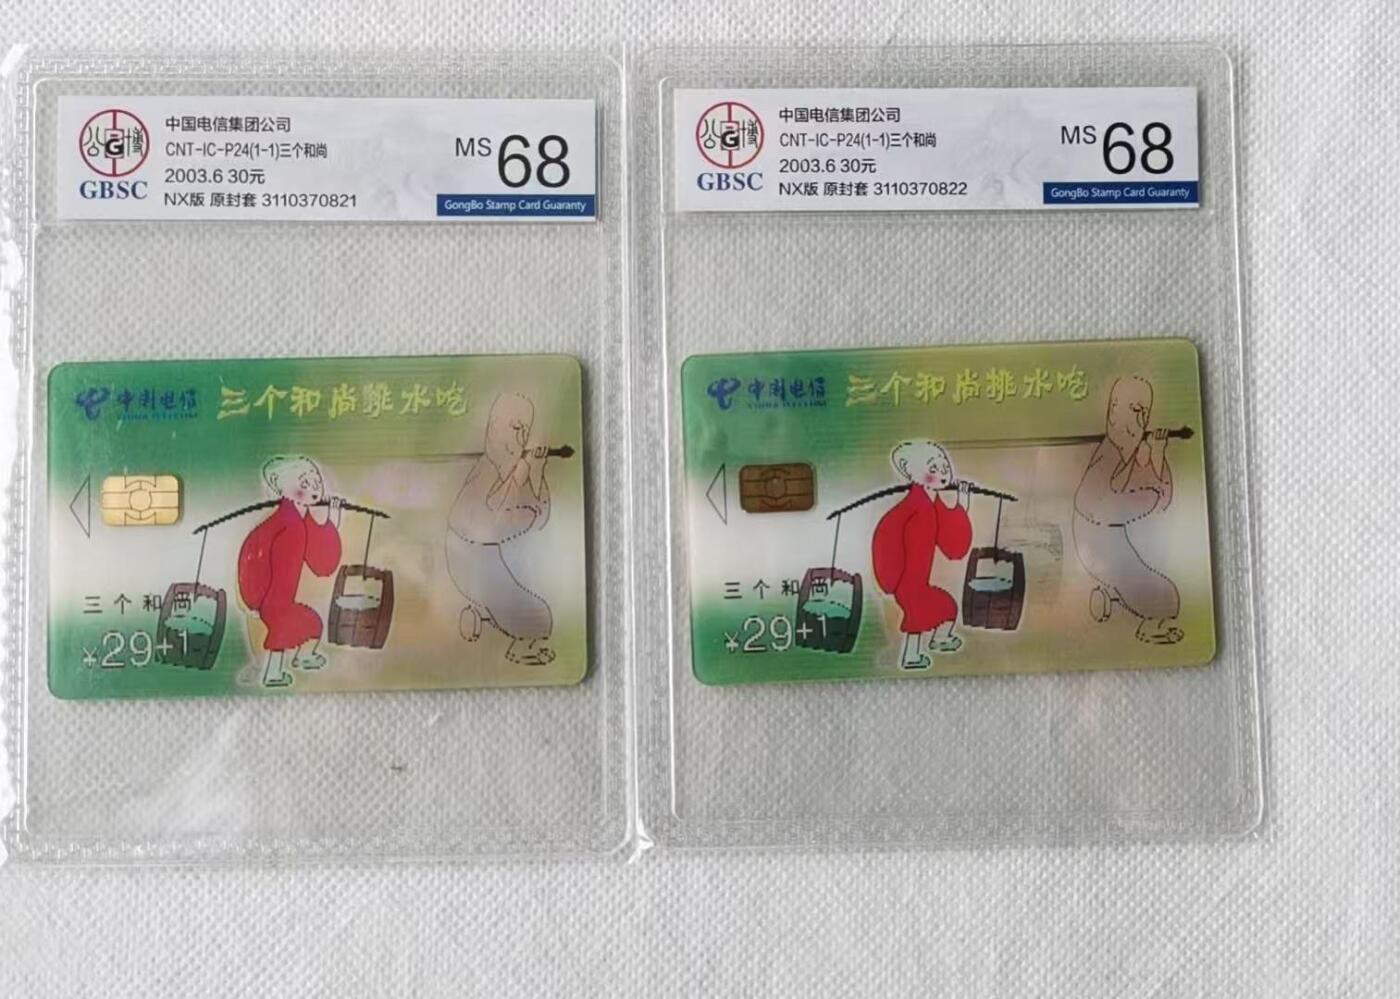 中国电信集团公司
CNT-IC-P24(1-1)三个和尚
2003.6 30元
NX版 原封套 3110370821
GBSC
MS 68
GongBo Stamp Card Guaranty
中国电信
三个和尚挑水吃
三个和尚
¥29+1
中国电信集团公司
CNT-IC-P24(1-1)三个和尚
2003.6 30元
NX版 原封套 3110370822
GBSC
MS 68
GongBo Stamp Card Guaranty
中国电信
三个和尚挑水吃
三个和尚
¥29+1